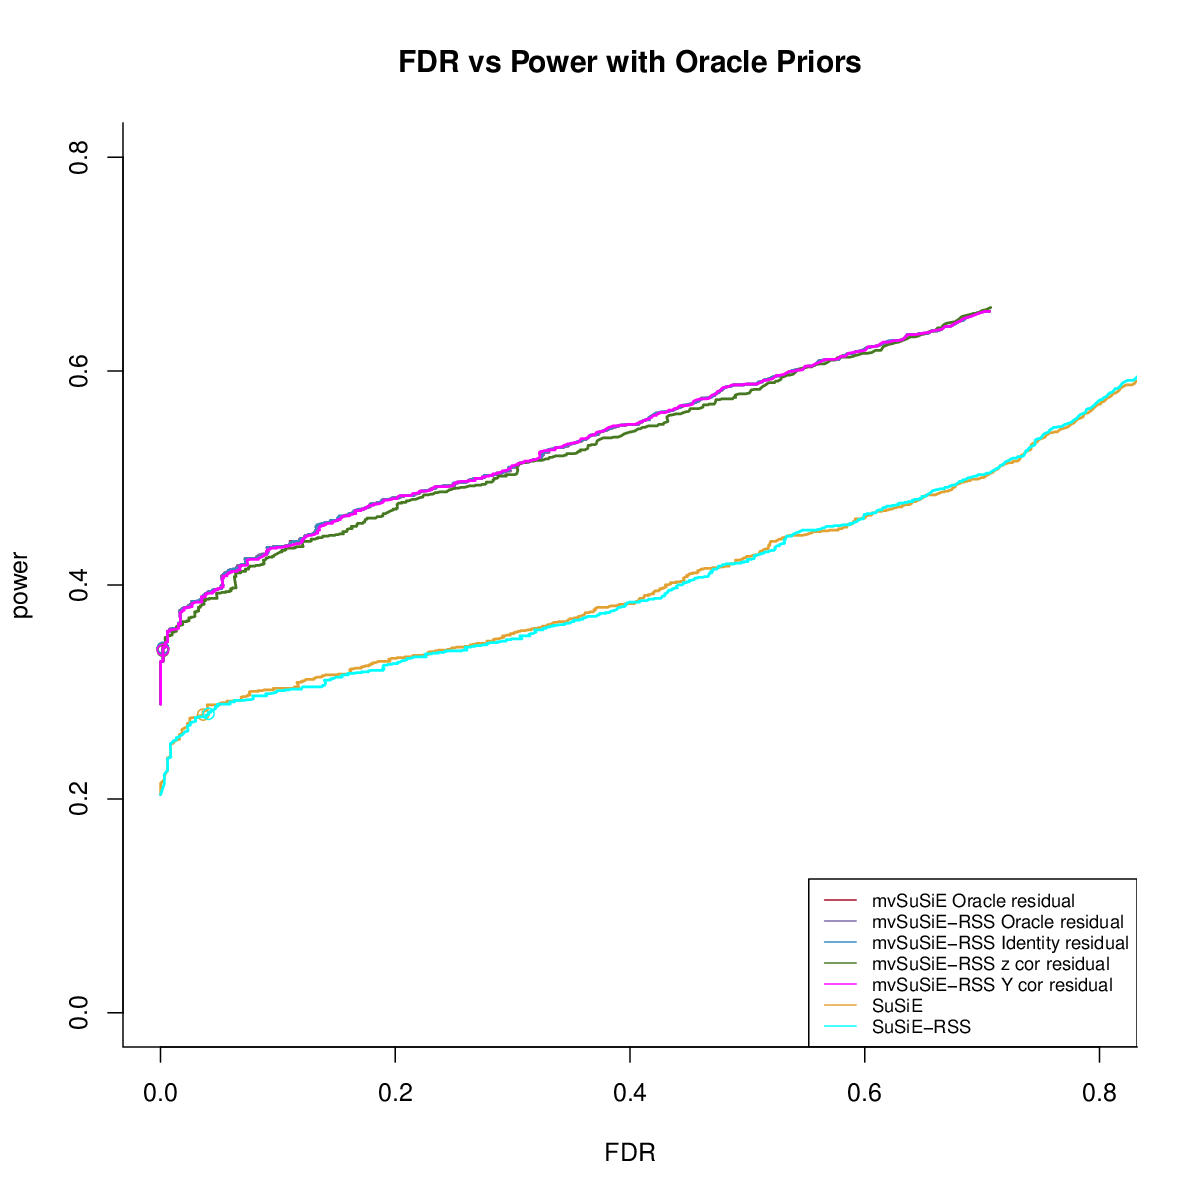 FDR vs Power with Oracle Priors
power
0.8
0.6
0.4
0.2
0.0
0.0 0.2 0.4 0.6 0.8
FDR
mvSuSiE Oracle residual
mvSuSiE−RSS Oracle residual
mvSuSiE−RSS Identity residual
mvSuSiE−RSS z cor residual
mvSuSiE−RSS Y cor residual
SuSiE
SuSiE−RSS